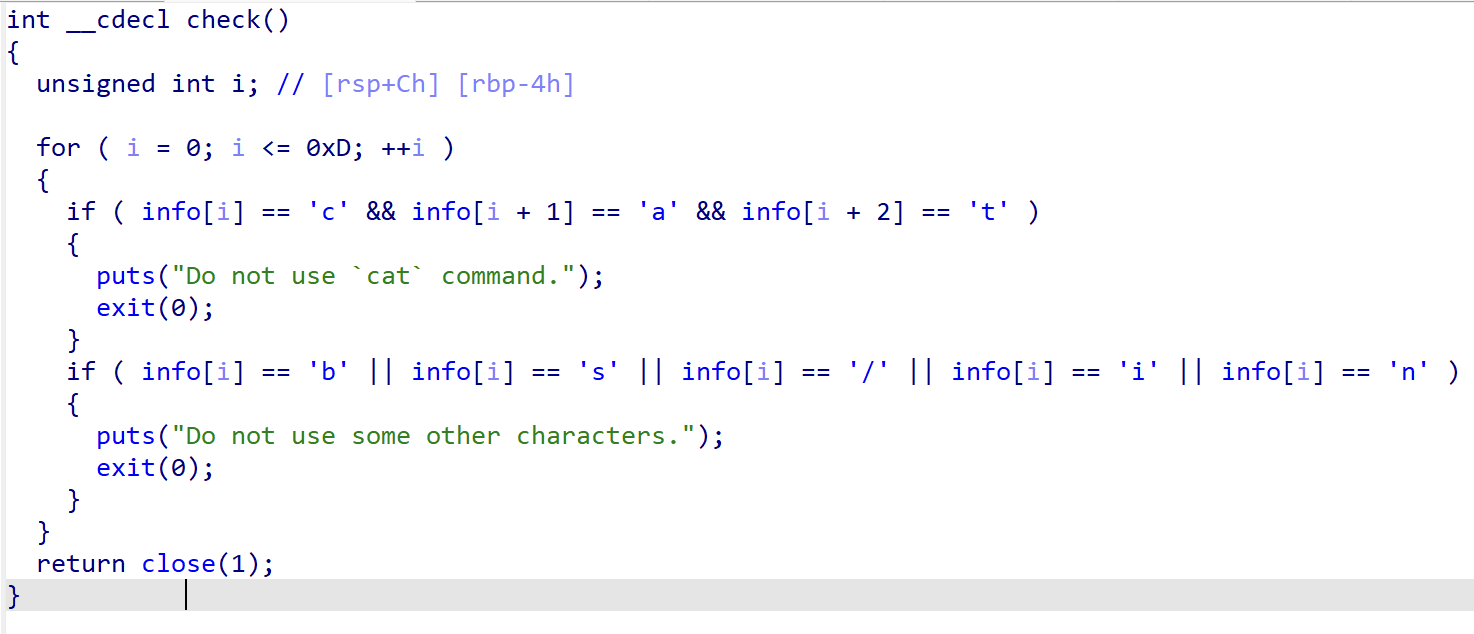 int __cdecl check()
{
  unsigned int i; // [rsp+Ch] [rbp-4h]

  for ( i = 0; i <= 0xD; ++i )
  {
    if ( info[i] == 'c' && info[i + 1] == 'a' && info[i + 2] == 't' )
    {
      puts("Do not use `cat` command.");
      exit(0);
    }
    if ( info[i] == 'b' || info[i] == 's' || info[i] == '/' || info[i] == 'i' || info[i] == 'n' )
    {
      puts("Do not use some other characters.");
      exit(0);
    }
  }
  return close(1);
}